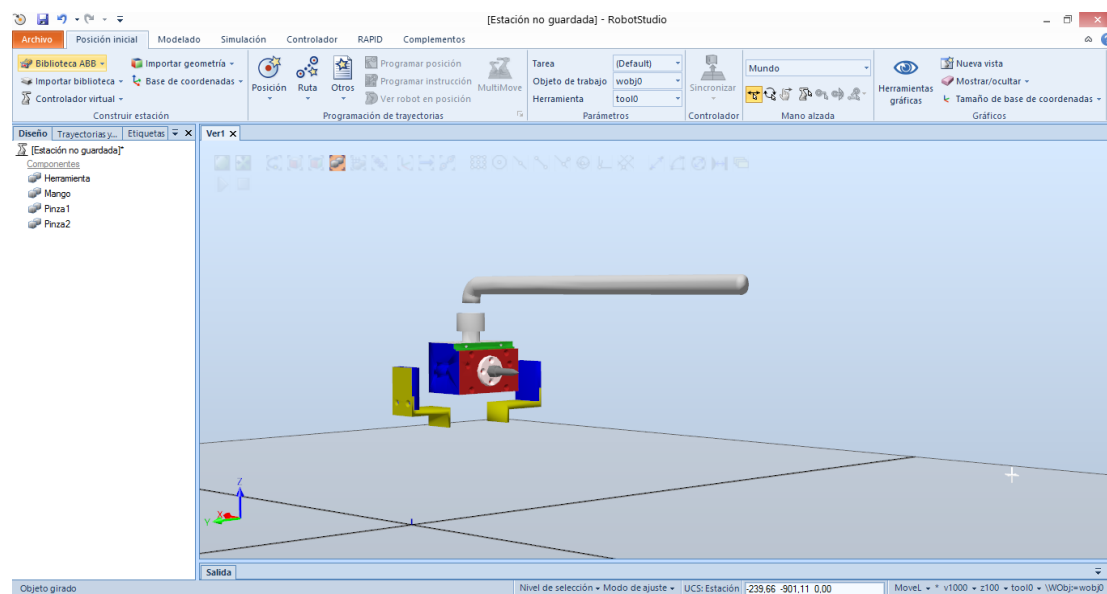 [Estación no guardada] - RobotStudio
Archivo Posición inicial Modelado Simulación Controlador RAPID Complementos
Biblioteca ABB Importar geometría
Importar biblioteca Base de coordenadas
Controlador virtual
Construir estación
Posición Ruta Otros
Programar posición
Programar instrucción
Ver robot en posición
MultiMove
Programación de trayectorias
Tarea (Default)
Objeto de trabajo wobj0
Herramienta tool0
Parámetros
Sincronizar
Controlador
Mundo
Mano alzada
Herramientas gráficas
Nueva vista
Mostrar/ocultar
Tamaño de base de coordenadas
Gráficos
Diseño Trayectorias y... Etiquetas
Ver1 X
[Estación no guardada]*
Componentes
Herramienta
Mango
Pinza1
Pinza2
Z
X
Y
Salida
Objeto girado Nivel de selección Modo de ajuste UCS: Estación -239,66 -901,11 0,00 MoveL * v1000 z100 tool0 \WObj:=wobj0